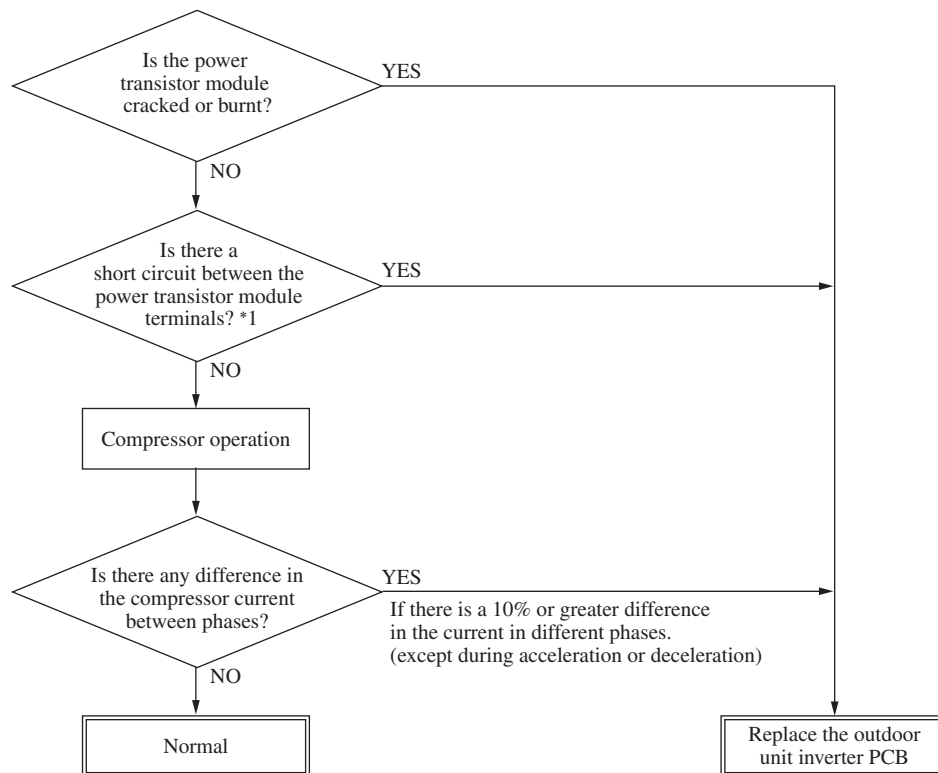 Is the power
transistor module
cracked or burnt?
YES
NO
Is there a
short circuit between the
power transistor module
terminals? *1
YES
NO
Compressor operation
Is there any difference in
the compressor current
between phases?
YES
If there is a 10% or greater difference
in the current in different phases.
(except during acceleration or deceleration)
NO
Normal
Replace the outdoor
unit inverter PCB